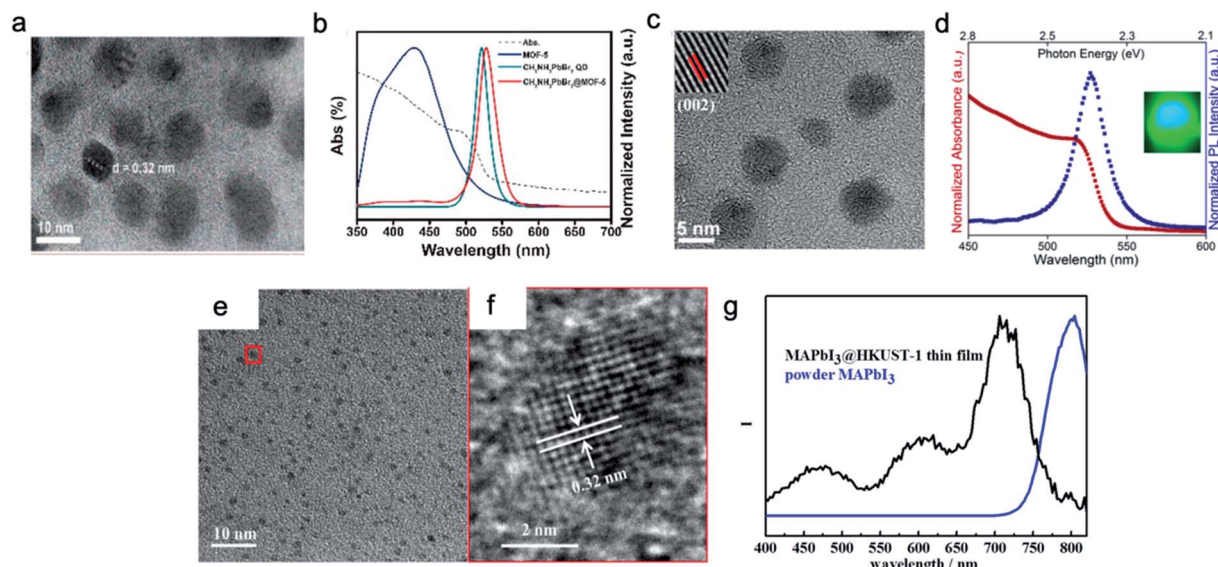 a
d = 0.32 nm
10 nm
b
Abs (%)
Normalized Intensity (a.u.)
Abs.
MOF-5
CH₃NH₃PbBr₃ QD
CH₃NH₃PbBr₃@MOF-5
350 400 450 500 550 600 650 700
Wavelength (nm)
c
(002)
5 nm
d
2.8 2.4 2.3 2.1
Photon Energy (eV)
Normalized Absorbance (a.u.)
Normalized PL Intensity (a.u.)
450 500 550 600
Wavelength (nm)
e
10 nm
f
0.32 nm
2 nm
g
MAPbI₃@HKUST-1 thin film
powder MAPbI₃
I
400 450 500 550 600 650 700 750 800
wavelength / nm